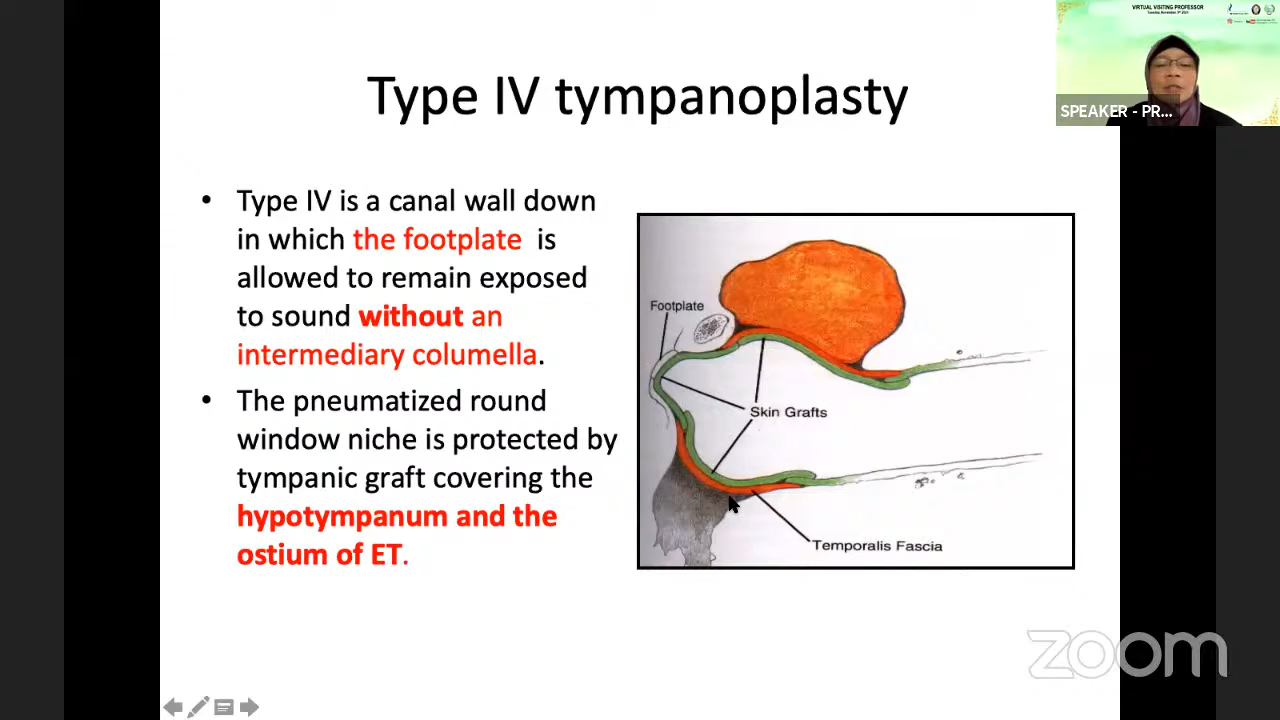 VIRTUAL VISITING PROFESSOR
SPEAKER - PR...
Type IV tympanoplasty
• Type IV is a canal wall down
in which the footplate is
allowed to remain exposed
to sound without an
intermediary columella.
• The pneumatized round
window niche is protected by
tympanic graft covering the
hypotympanum and the
ostium of ET.
Footplate
Skin Grafts
Temporalis Fascia
zoom